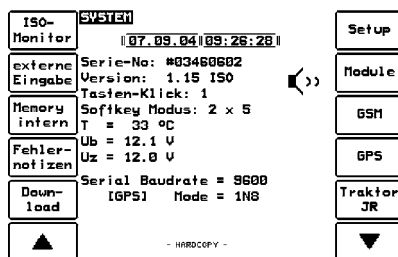 SYSTEM
07.09.04 09:26:28
Serie-No: #03460602
Version: 1.15 ISO
Tasten-Klick: 1
Softkey Modus: 2 x 5
T = 33 ºC
Ub = 12.1 V
Uz = 12.0 V
Serial Baudrate = 9600
[GPS] Mode = 1N8
- HARDCOPY -
ISO-
Monitor
externe
Eingabe
Memory
intern
Fehler-
notizen
Down-
load
Setup
Module
GSM
GPS
Traktor
JR